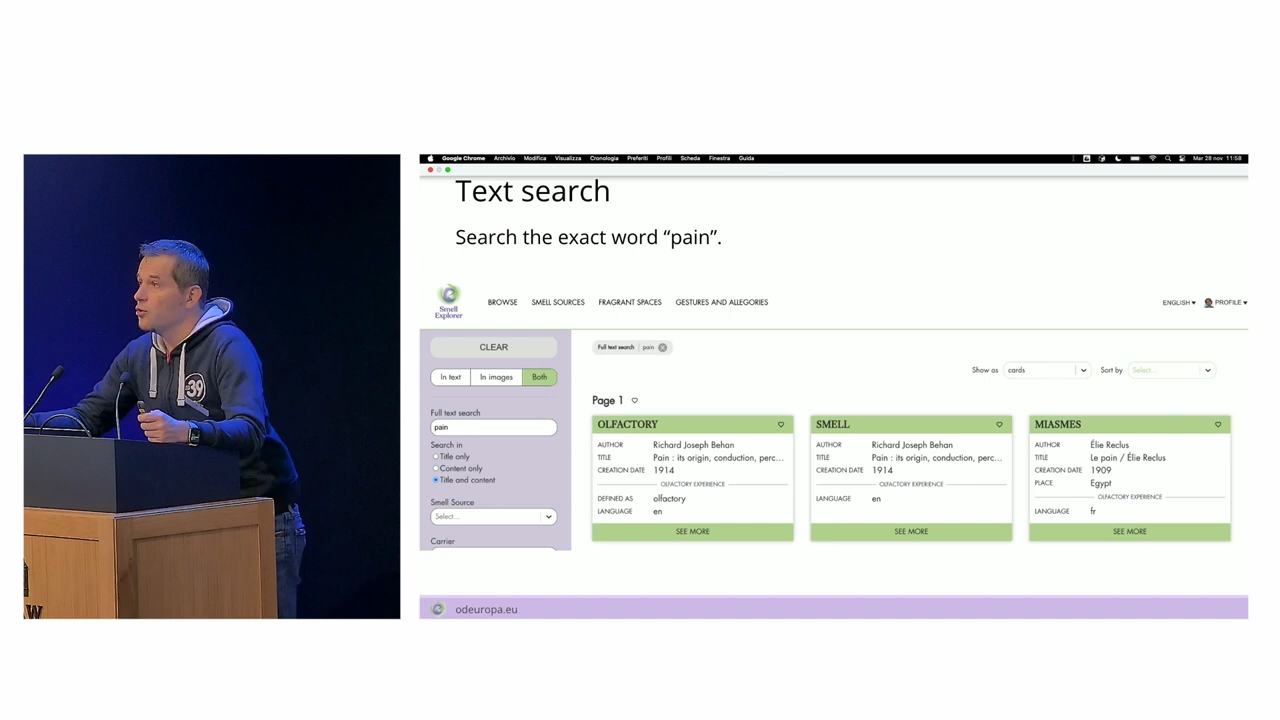 Google Chrome Archivio Modifica Visualizza Cronologia Preferiti Profili Scheda Finestra Guida Mar 28 nov 11:58
Text search
Search the exact word “pain”.
Smell Explorer
BROWSE SMELL SOURCES FRAGRANT SPACES GESTURES AND ALLEGORIES ENGLISH PROFILE
CLEAR
In text In images Both
Full text search
pain
Search in
Title only
Content only
Title and content
Smell Source
Select...
Carrier
Full text search pain
Show as cards Sort by Select...
Page 1
OLFACTORY
AUTHOR Richard Joseph Behan
TITLE Pain : its origin, conduction, perc...
CREATION DATE 1914
OLFACTORY EXPERIENCE
DEFINED AS olfactory
LANGUAGE en
SEE MORE
SMELL
AUTHOR Richard Joseph Behan
TITLE Pain : its origin, conduction, perc...
CREATION DATE 1914
OLFACTORY EXPERIENCE
LANGUAGE en
SEE MORE
MIASMES
AUTHOR Élie Reclus
TITLE Le pain / Élie Reclus
CREATION DATE 1909
PLACE Egypt
OLFACTORY EXPERIENCE
LANGUAGE fr
SEE MORE
odeuropa.eu
39
W